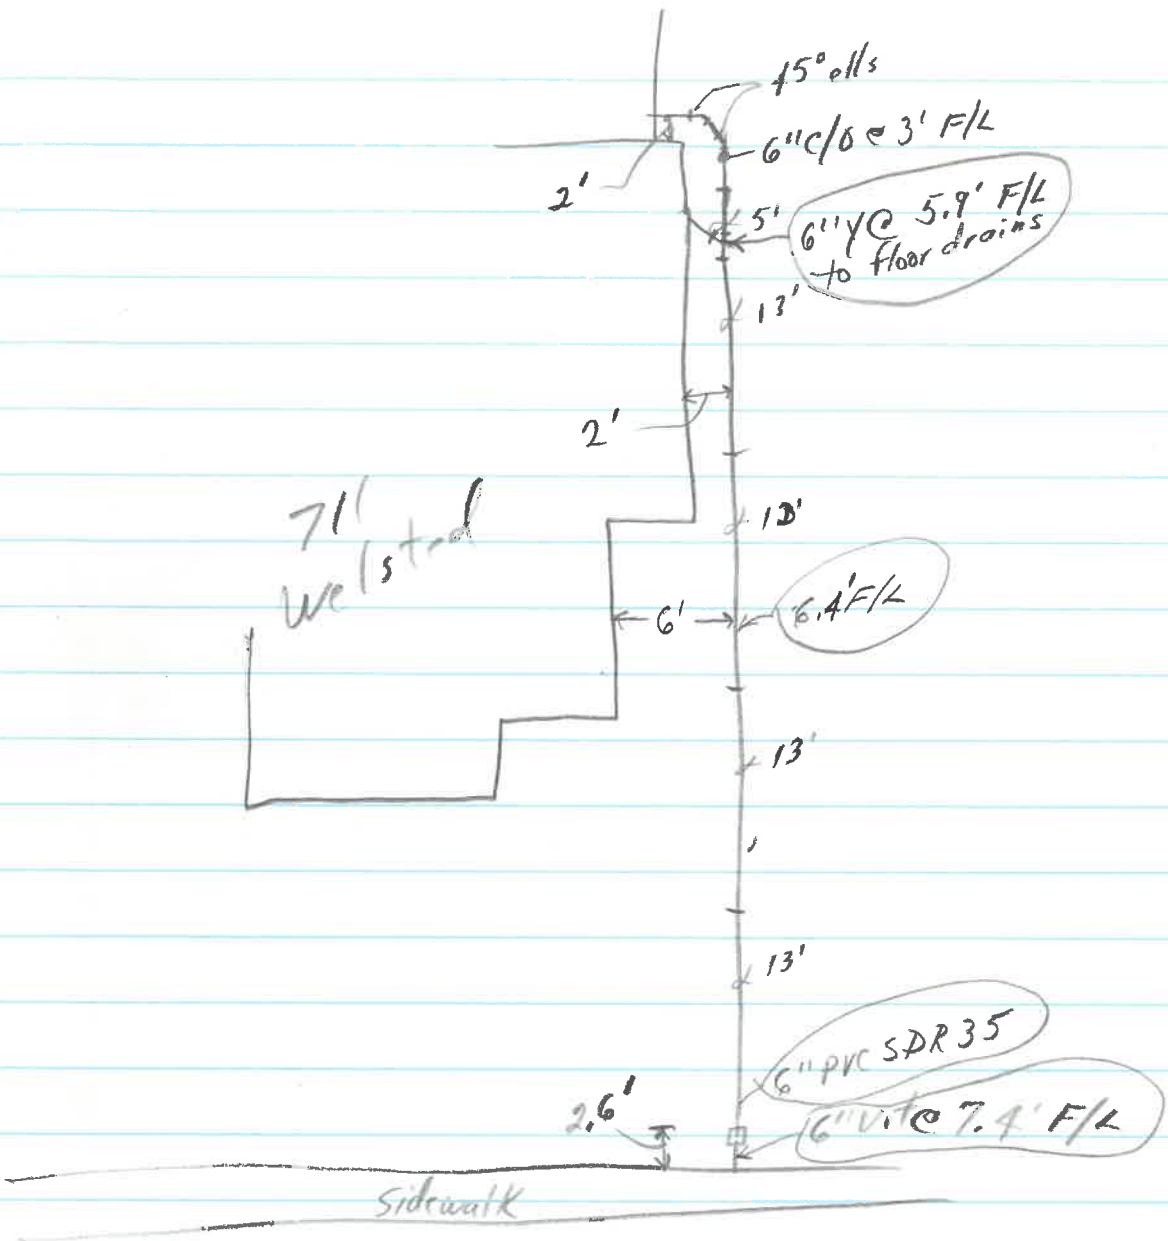 45° ells
6" C/O @ 3' F/L
2'
5'
6" Y @ 5.9' F/L
to floor drains
13'
2'
71'
13'
6.4' F/L
6'
13'
13'
6" PVC SDR 35
2.6'
6" Vit @ 7.4' F/L
Sidewalk